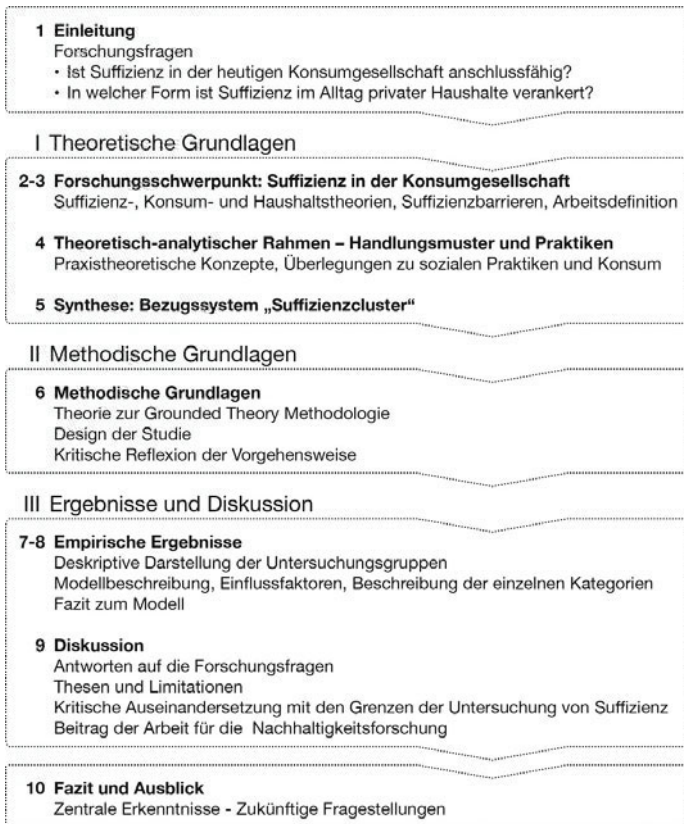 1 Einleitung
Forschungsfragen
• Ist Suffizienz in der heutigen Konsumgesellschaft anschlussfähig?
• In welcher Form ist Suffizienz im Alltag privater Haushalte verankert?
I Theoretische Grundlagen
2-3 Forschungsschwerpunkt: Suffizienz in der Konsumgesellschaft
Suffizienz-, Konsum- und Haushaltstheorien, Suffizienzbarrieren, Arbeitsdefinition
4 Theoretisch-analytischer Rahmen – Handlungsmuster und Praktiken
Praxistheoretische Konzepte, Überlegungen zu sozialen Praktiken und Konsum
5 Synthese: Bezugssystem „Suffizienzcluster“
II Methodische Grundlagen
6 Methodische Grundlagen
Theorie zur Grounded Theory Methodologie
Design der Studie
Kritische Reflexion der Vorgehensweise
III Ergebnisse und Diskussion
7-8 Empirische Ergebnisse
Deskriptive Darstellung der Untersuchungsgruppen
Modellbeschreibung, Einflussfaktoren, Beschreibung der einzelnen Kategorien
Fazit zum Modell
9 Diskussion
Antworten auf die Forschungsfragen
Thesen und Limitationen
Kritische Auseinandersetzung mit den Grenzen der Untersuchung von Suffizienz
Beitrag der Arbeit für die Nachhaltigkeitsforschung
10 Fazit und Ausblick
Zentrale Erkenntnisse - Zukünftige Fragestellungen